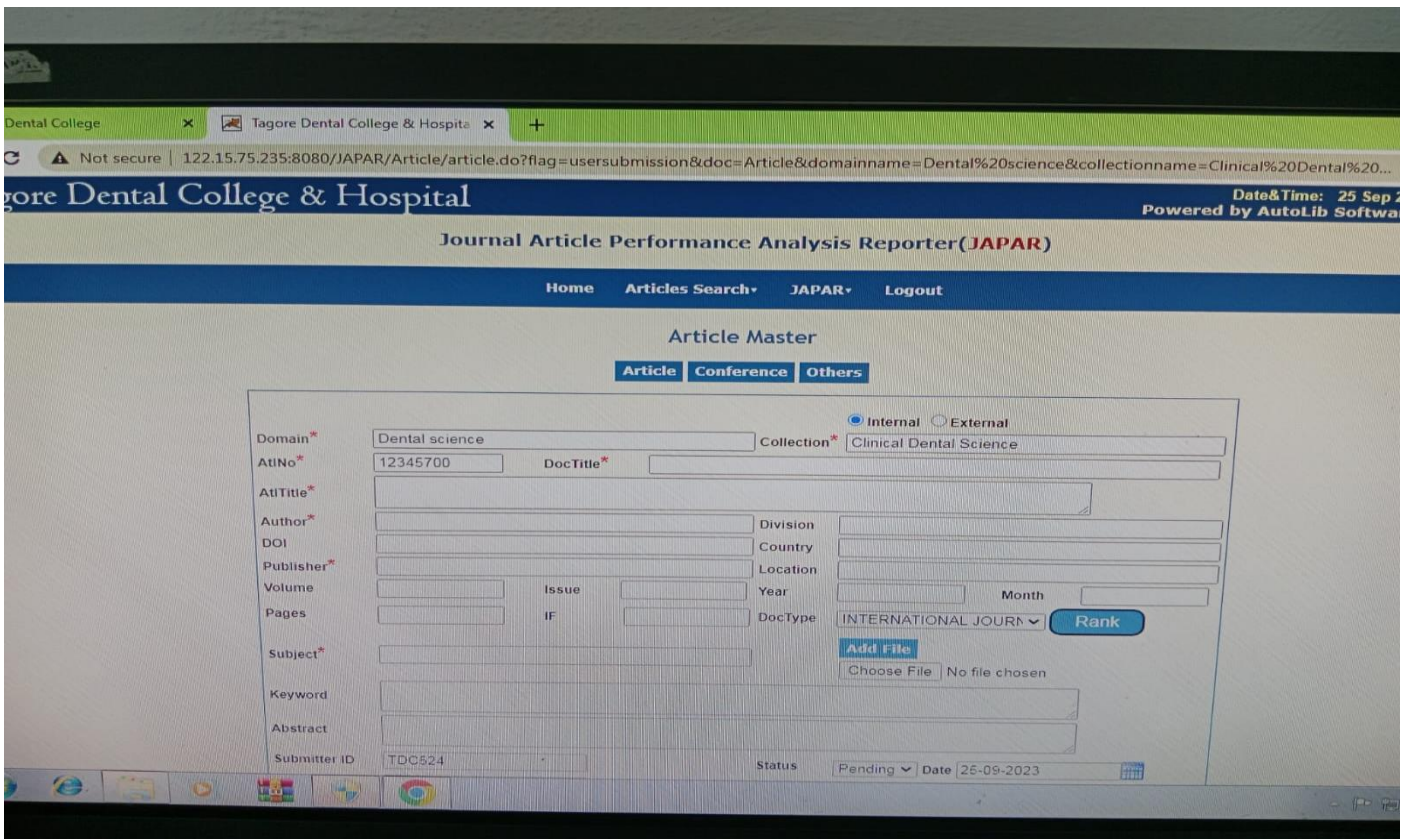 Dental College
Tagore Dental College & Hospita
Not secure 122.15.75.235:8080/JAPAR/Article/article.do?flag=usersubmission&doc=Article&domainname=Dental%20science&collectionname=Clinical%20Dental%20...
gore Dental College & Hospital
Date&Time: 25 Sep 2
Powered by AutoLib Softwa
Journal Article Performance Analysis Reporter(JAPAR)
Home Articles Search JAPAR Logout
Article Master
Article Conference Others
Internal External
Domain* Dental science Collection* Clinical Dental Science
AtlNo* 12345700 DocTitle*
AtlTitle*
Author* Division
DOI Country
Publisher* Location
Volume Issue Year Month
Pages IF DocType INTERNATIONAL JOURN Rank
Subject* Add File
Choose File No file chosen
Keyword
Abstract
Submitter ID TDC524 Status Pending Date 25-09-2023